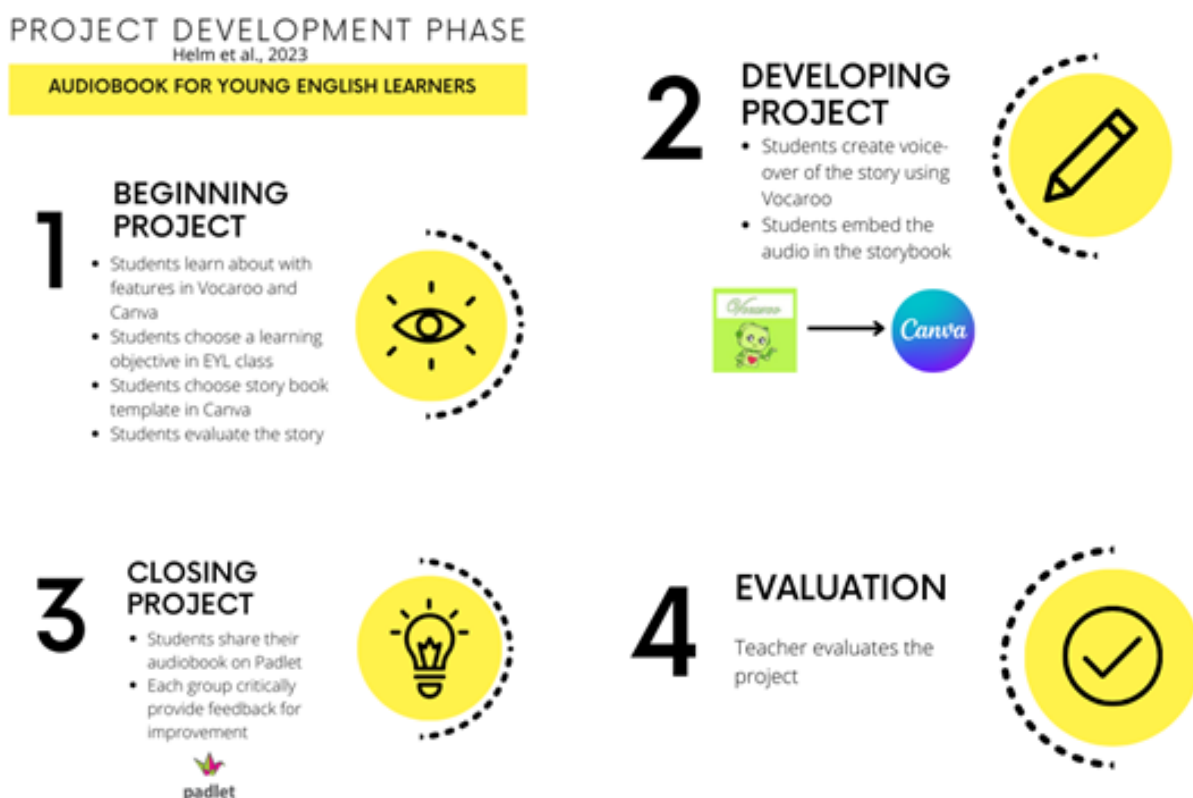 PROJECT DEVELOPMENT PHASE
Helm et al., 2023
AUDIOBOOK FOR YOUNG ENGLISH LEARNERS
1
BEGINNING
PROJECT
• Students learn about with
features in Vocaroo and
Canva
• Students choose a learning
objective in EYL class
• Students choose story book
template in Canva
• Students evaluate the story
2
DEVELOPING
PROJECT
• Students create voice-
over of the story using
Vocaroo
• Students embed the
audio in the storybook
Vocaroo
Canva
3
CLOSING
PROJECT
• Students share their
audiobook on Padlet
• Each group critically
provide feedback for
improvement
padlet
4
EVALUATION
Teacher evaluates the
project